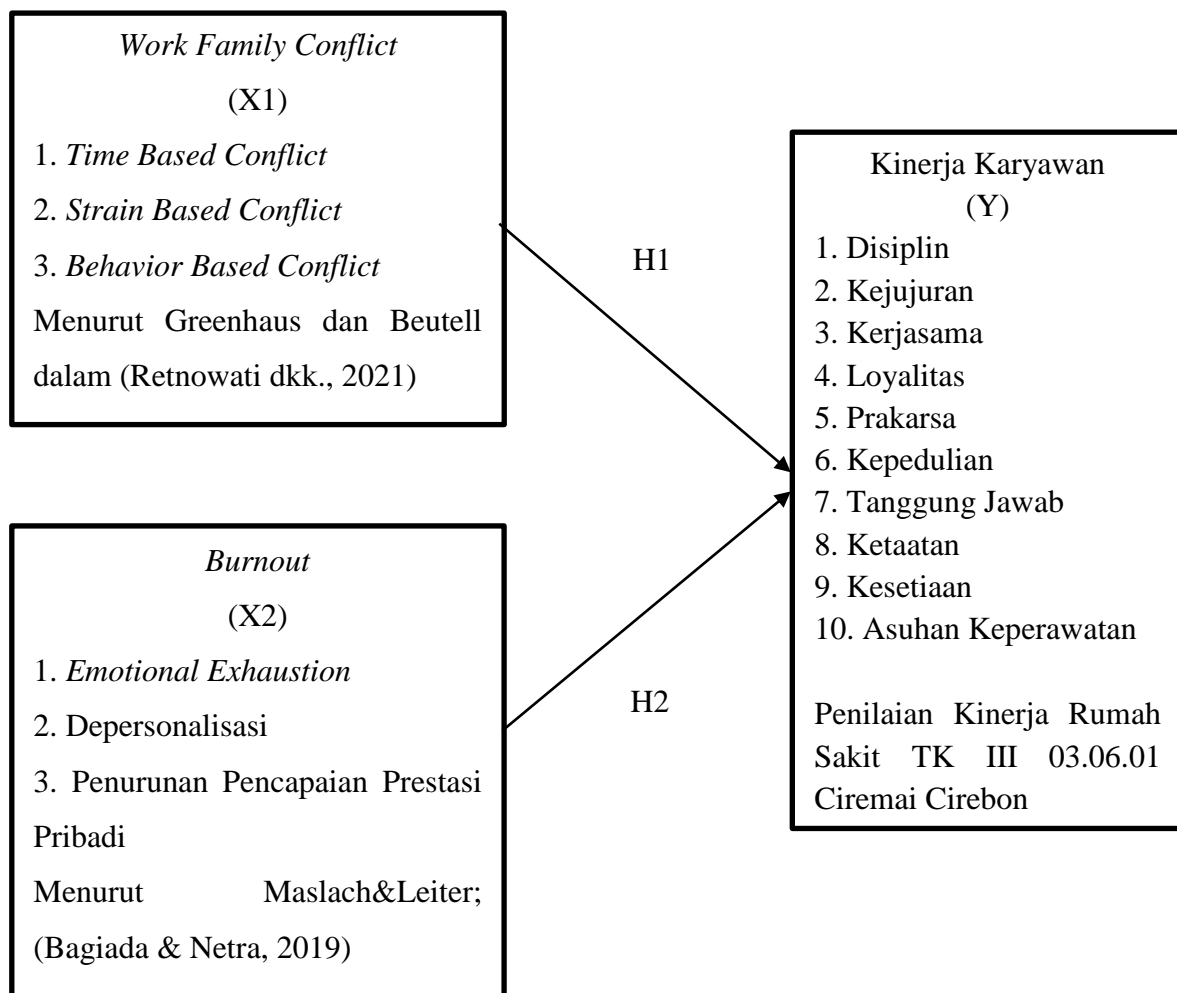 Work Family Conflict
(X1)
1. Time Based Conflict
2. Strain Based Conflict
3. Behavior Based Conflict
Menurut Greenhaus dan Beutell
dalam (Retnowati dkk., 2021)
H1
Burnout
(X2)
1. Emotional Exhaustion
2. Depersonalisasi
3. Penurunan Pencapaian Prestasi
Pribadi
Menurut Maslach&Leiter;
(Bagiada & Netra, 2019)
H2
Kinerja Karyawan
(Y)
1. Disiplin
2. Kejujuran
3. Kerjasama
4. Loyalitas
5. Prakarsa
6. Kepedulian
7. Tanggung Jawab
8. Ketaatan
9. Kesetiaan
10. Asuhan Keperawatan
Penilaian Kinerja Rumah
Sakit TK III 03.06.01
Ciremai Cirebon